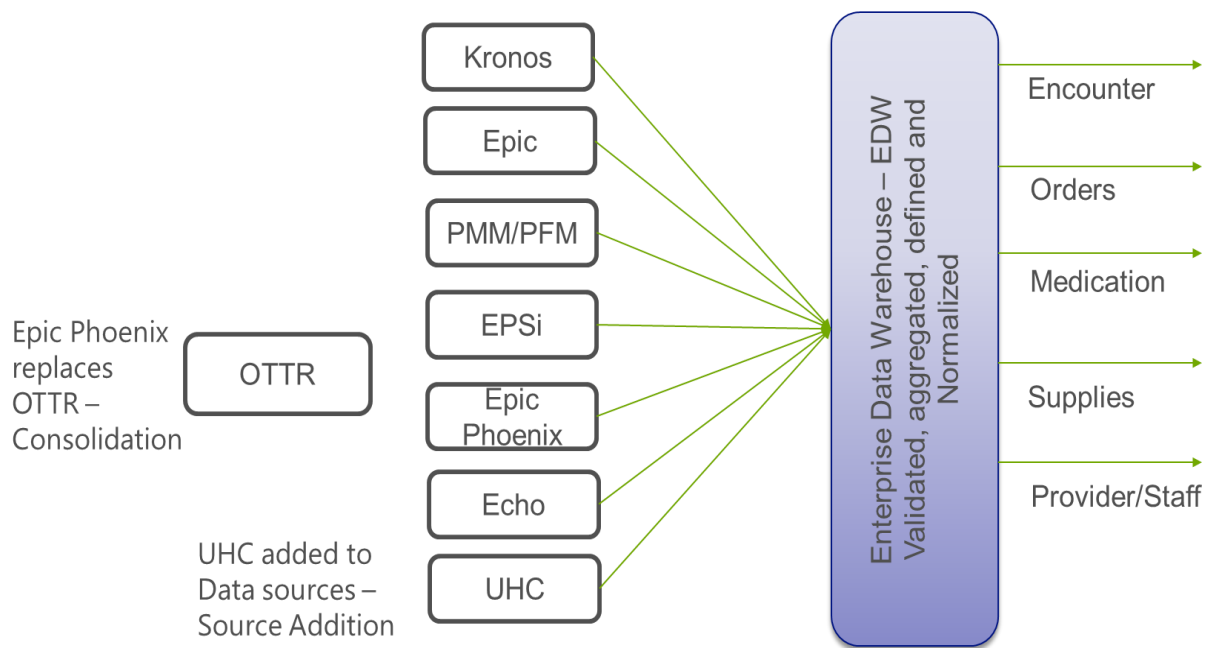 Kronos
Epic
PMM/PFM
EPSi
Epic
Phoenix
Echo
UHC
Epic Phoenix
replaces
OTTR –
Consolidation
OTTR
UHC added to
Data sources –
Source Addition
Enterprise Data Warehouse – EDW
Validated, aggregated, defined and
Normalized
Encounter
Orders
Medication
Supplies
Provider/Staff